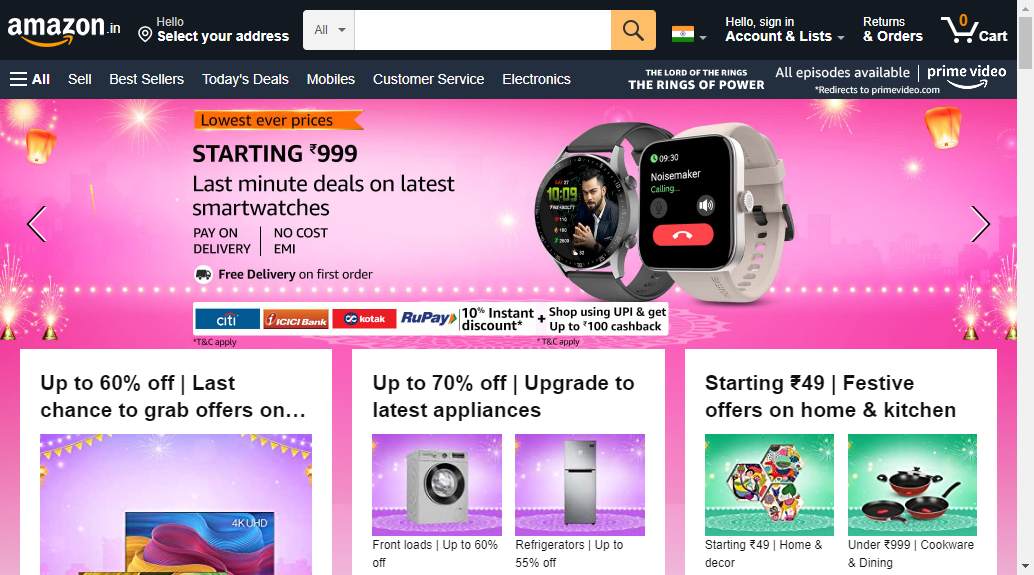 amazon.in
Hello
Select your address
All
Hello, sign in
Account & Lists
Returns
& Orders
0
Cart
All
Sell
Best Sellers
Today's Deals
Mobiles
Customer Service
Electronics
THE LORD OF THE RINGS
THE RINGS OF POWER
All episodes available
*Redirects to primevideo.com
prime video
Lowest ever prices
STARTING ₹999
Last minute deals on latest
smartwatches
PAY ON
DELIVERY
NO COST
EMI
Free Delivery on first order
10:09
09:30
Noisemaker
Calling...
citi
ICICI Bank
kotak
RuPay
10% Instant
discount*
+
Shop using UPI & get
Up to ₹100 cashback
*T&C apply
* T&C apply
Up to 60% off | Last
chance to grab offers on…
4K UHD
Up to 70% off | Upgrade to
latest appliances
Front loads | Up to 60%
off
Refrigerators | Up to
55% off
Starting ₹49 | Festive
offers on home & kitchen
Starting ₹49 | Home &
decor
Under ₹999 | Cookware
& Dining